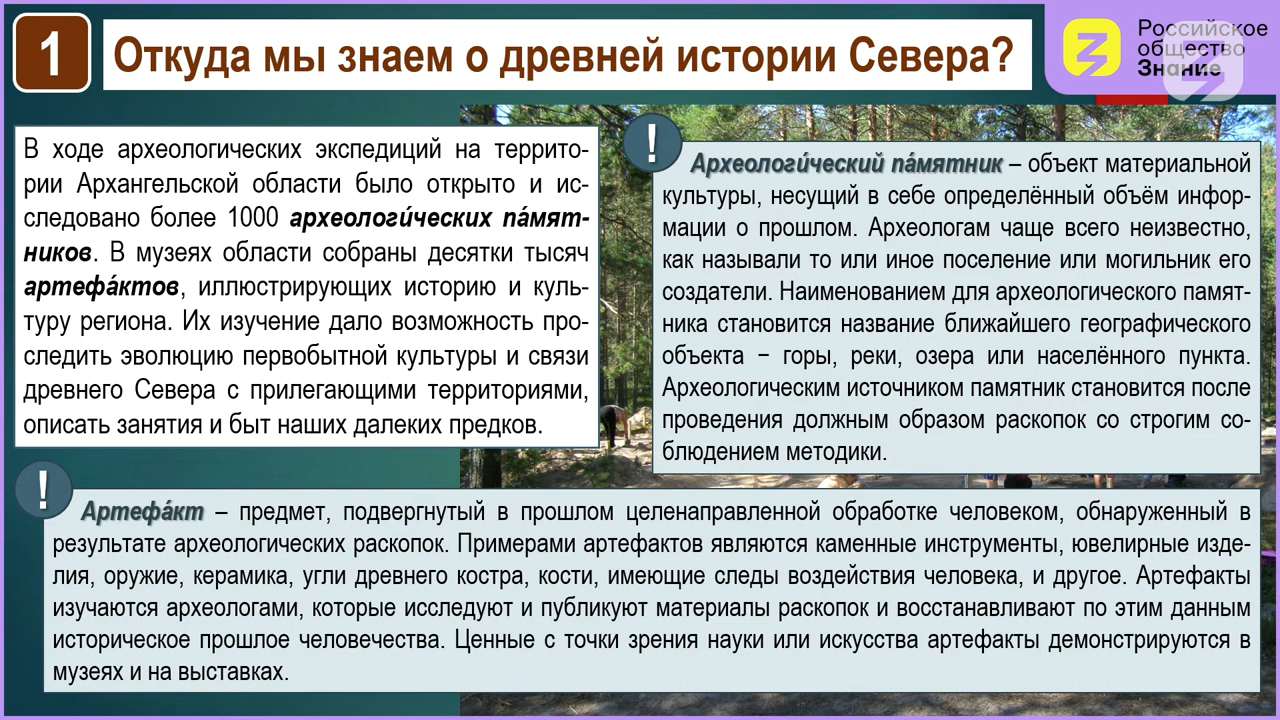 1
Откуда мы знаем о древней истории Севера?
Российское
общество
Знание
В ходе археологических экспедиций на террито-
рии Архангельской области было открыто и ис-
следовано более 1000 археологи́ческих па́мят-
ников. В музеях области собраны десятки тысяч
артефа́ктов, иллюстрирующих историю и куль-
туру региона. Их изучение дало возможность про-
следить эволюцию первобытной культуры и связи
древнего Севера с прилегающими территориями,
описать занятия и быт наших далеких предков.
!
Археологи́ческий па́мятник – объект материальной
культуры, несущий в себе определённый объём инфор-
мации о прошлом. Археологам чаще всего неизвестно,
как называли то или иное поселение или могильник его
создатели. Наименованием для археологического памят-
ника становится название ближайшего географического
объекта – горы, реки, озера или населённого пункта.
Археологическим источником памятник становится после
проведения должным образом раскопок со строгим со-
блюдением методики.
!
Артефа́кт – предмет, подвергнутый в прошлом целенаправленной обработке человеком, обнаруженный в
результате археологических раскопок. Примерами артефактов являются каменные инструменты, ювелирные изде-
лия, оружие, керамика, угли древнего костра, кости, имеющие следы воздействия человека, и другое. Артефакты
изучаются археологами, которые исследуют и публикуют материалы раскопок и восстанавливают по этим данным
историческое прошлое человечества. Ценные с точки зрения науки или искусства артефакты демонстрируются в
музеях и на выставках.